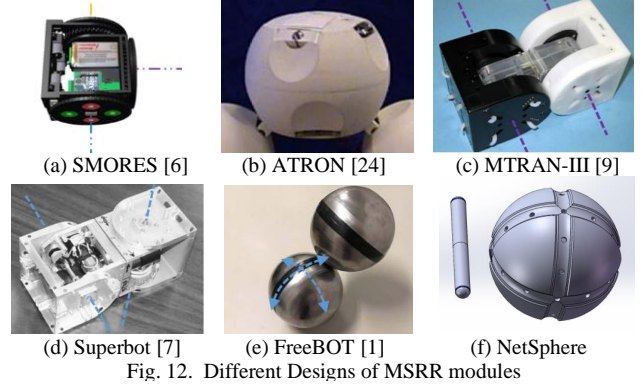 (a) SMORES [6] (b) ATRON [24] (c) MTRAN-III [9]
(d) Superbot [7] (e) FreeBOT [1] (f) NetSphere
Fig. 12. Different Designs of MSRR modules